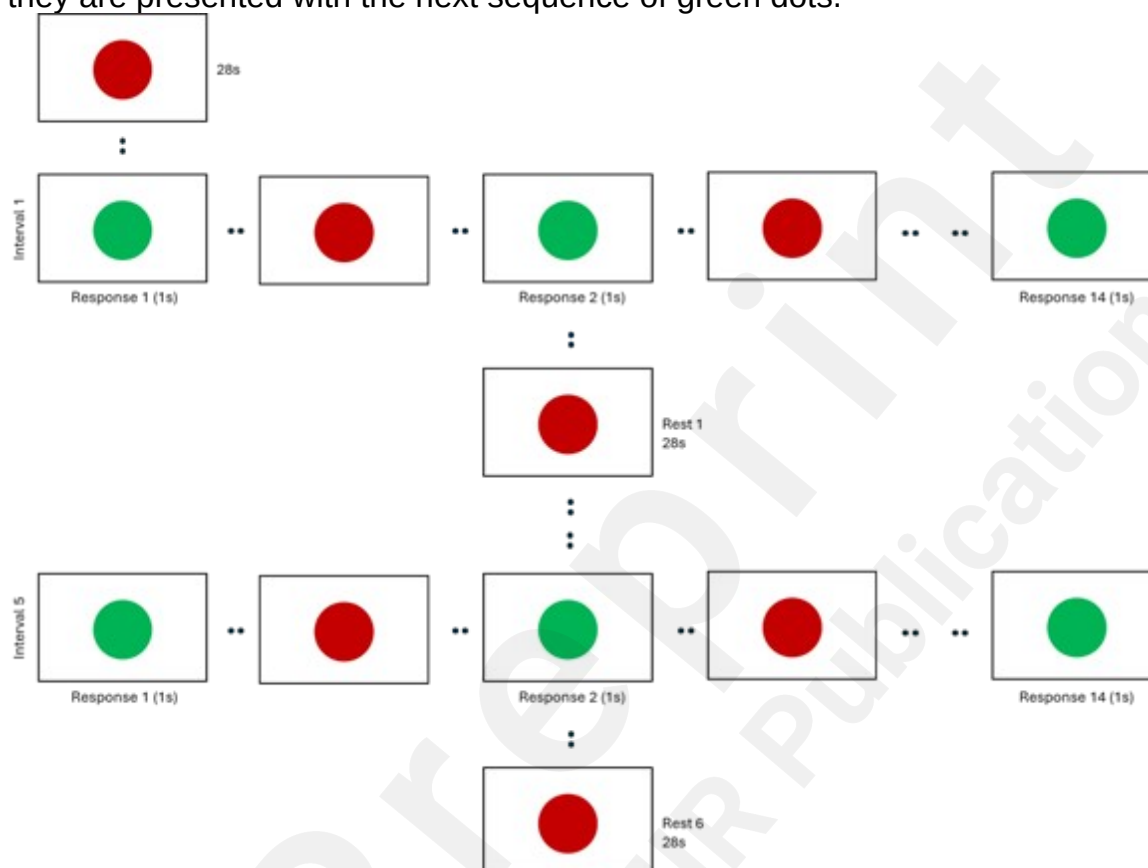 they are presented with the next sequence of green dots.
28s
Interval 1
Response 1 (1s)
Response 2 (1s)
Response 14 (1s)
Rest 1
28s
Interval 5
Response 1 (1s)
Response 2 (1s)
Response 14 (1s)
Rest 6
28s
Preprint
R Publication